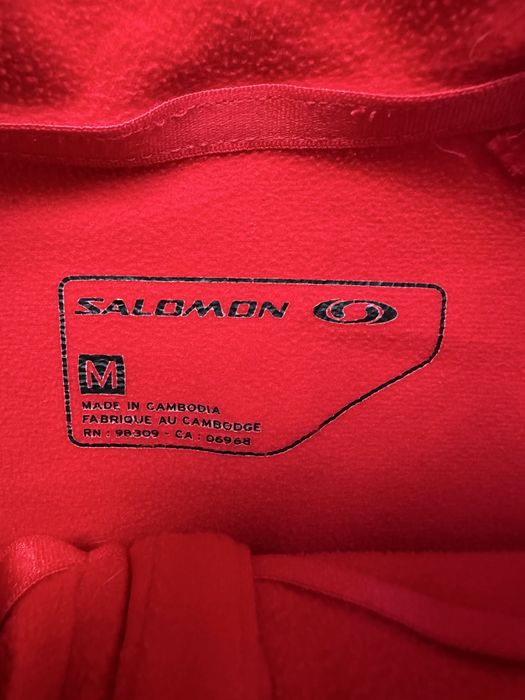 SALOMON
M
MADE IN CAMBODIA
FABRIQUE AU CAMBODGE
RN : 98309 - CA : 06968